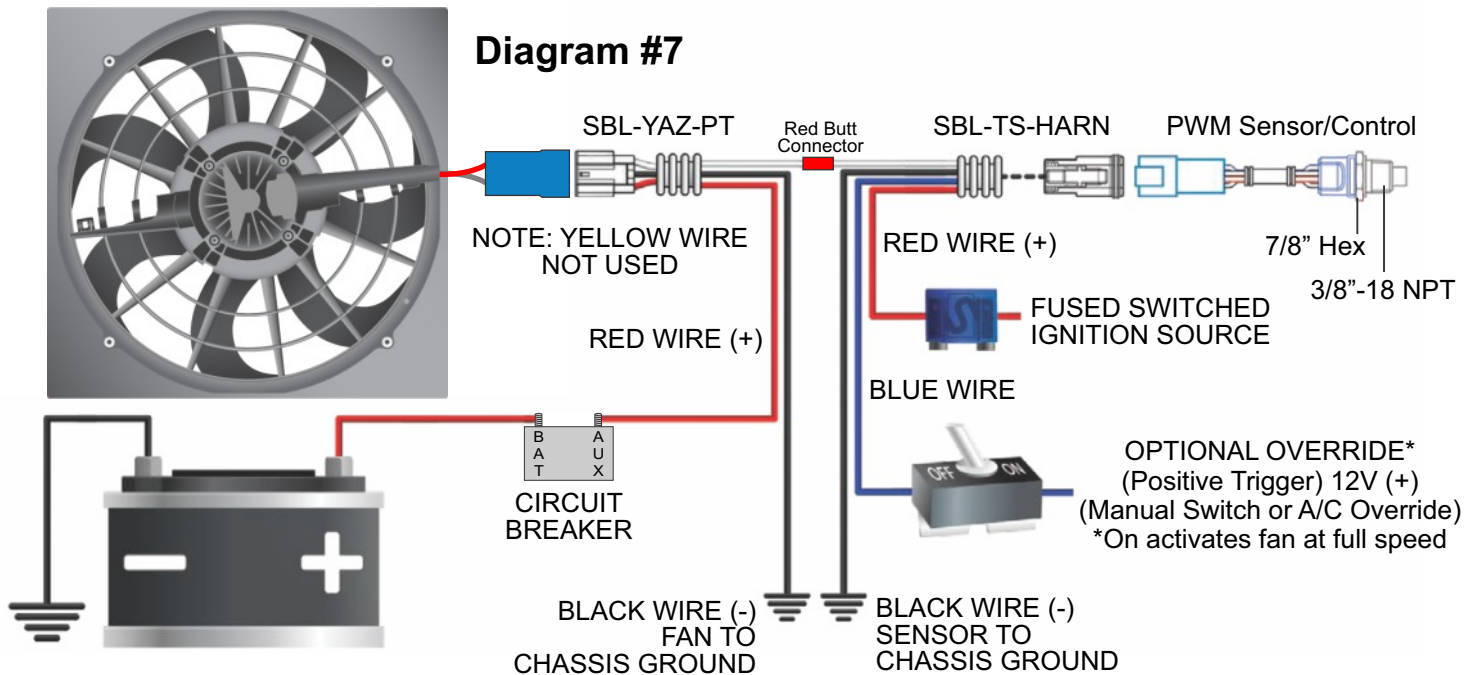 Diagram #7
SBL-YAZ-PT
Red Butt
Connector
SBL-TS-HARN
PWM Sensor/Control
NOTE: YELLOW WIRE
NOT USED
RED WIRE (+)
7/8” Hex
3/8”-18 NPT
FUSED SWITCHED
IGNITION SOURCE
RED WIRE (+)
BLUE WIRE
BAT
AUX
CIRCUIT
BREAKER
OFF
ON
OPTIONAL OVERRIDE*
(Positive Trigger) 12V (+)
(Manual Switch or A/C Override)
*On activates fan at full speed
BLACK WIRE (-)
FAN TO
CHASSIS GROUND
BLACK WIRE (-)
SENSOR TO
CHASSIS GROUND